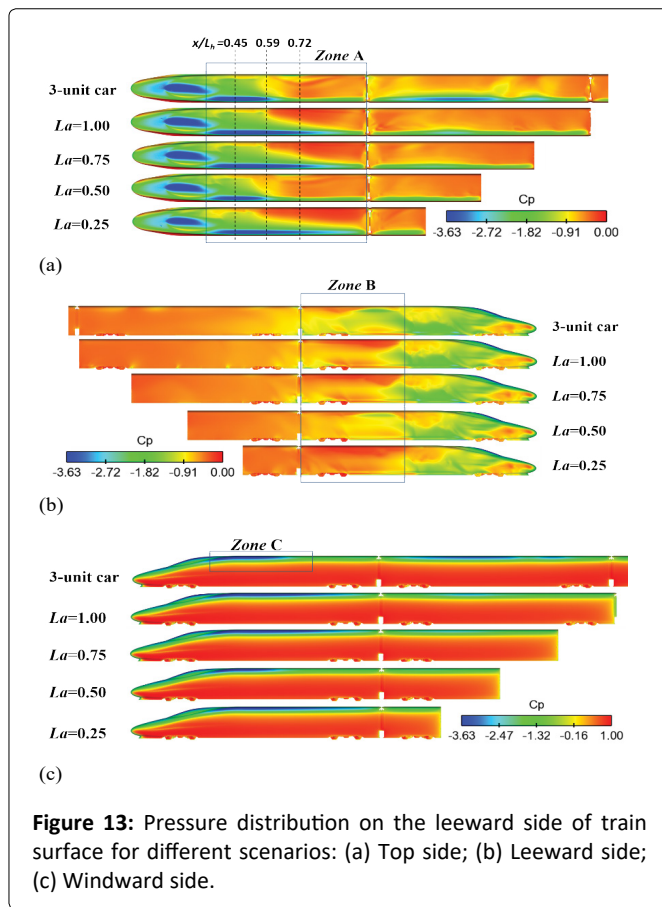 x/Lh =0.45 0.59 0.72 Zone A
3-unit car
La=1.00
La=0.75
La=0.50
La=0.25
Cp
-3.63 -2.72 -1.82 -0.91 0.00
(a)
Zone B
3-unit car
La=1.00
La=0.75
La=0.50
La=0.25
Cp
-3.63 -2.72 -1.82 -0.91 0.00
(b)
Zone C
3-unit car
La=1.00
La=0.75
La=0.50
La=0.25
Cp
-3.63 -2.47 -1.32 -0.16 1.00
(c)
Figure 13: Pressure distribution on the leeward side of train
surface for different scenarios: (a) Top side; (b) Leeward side;
(c) Windward side.